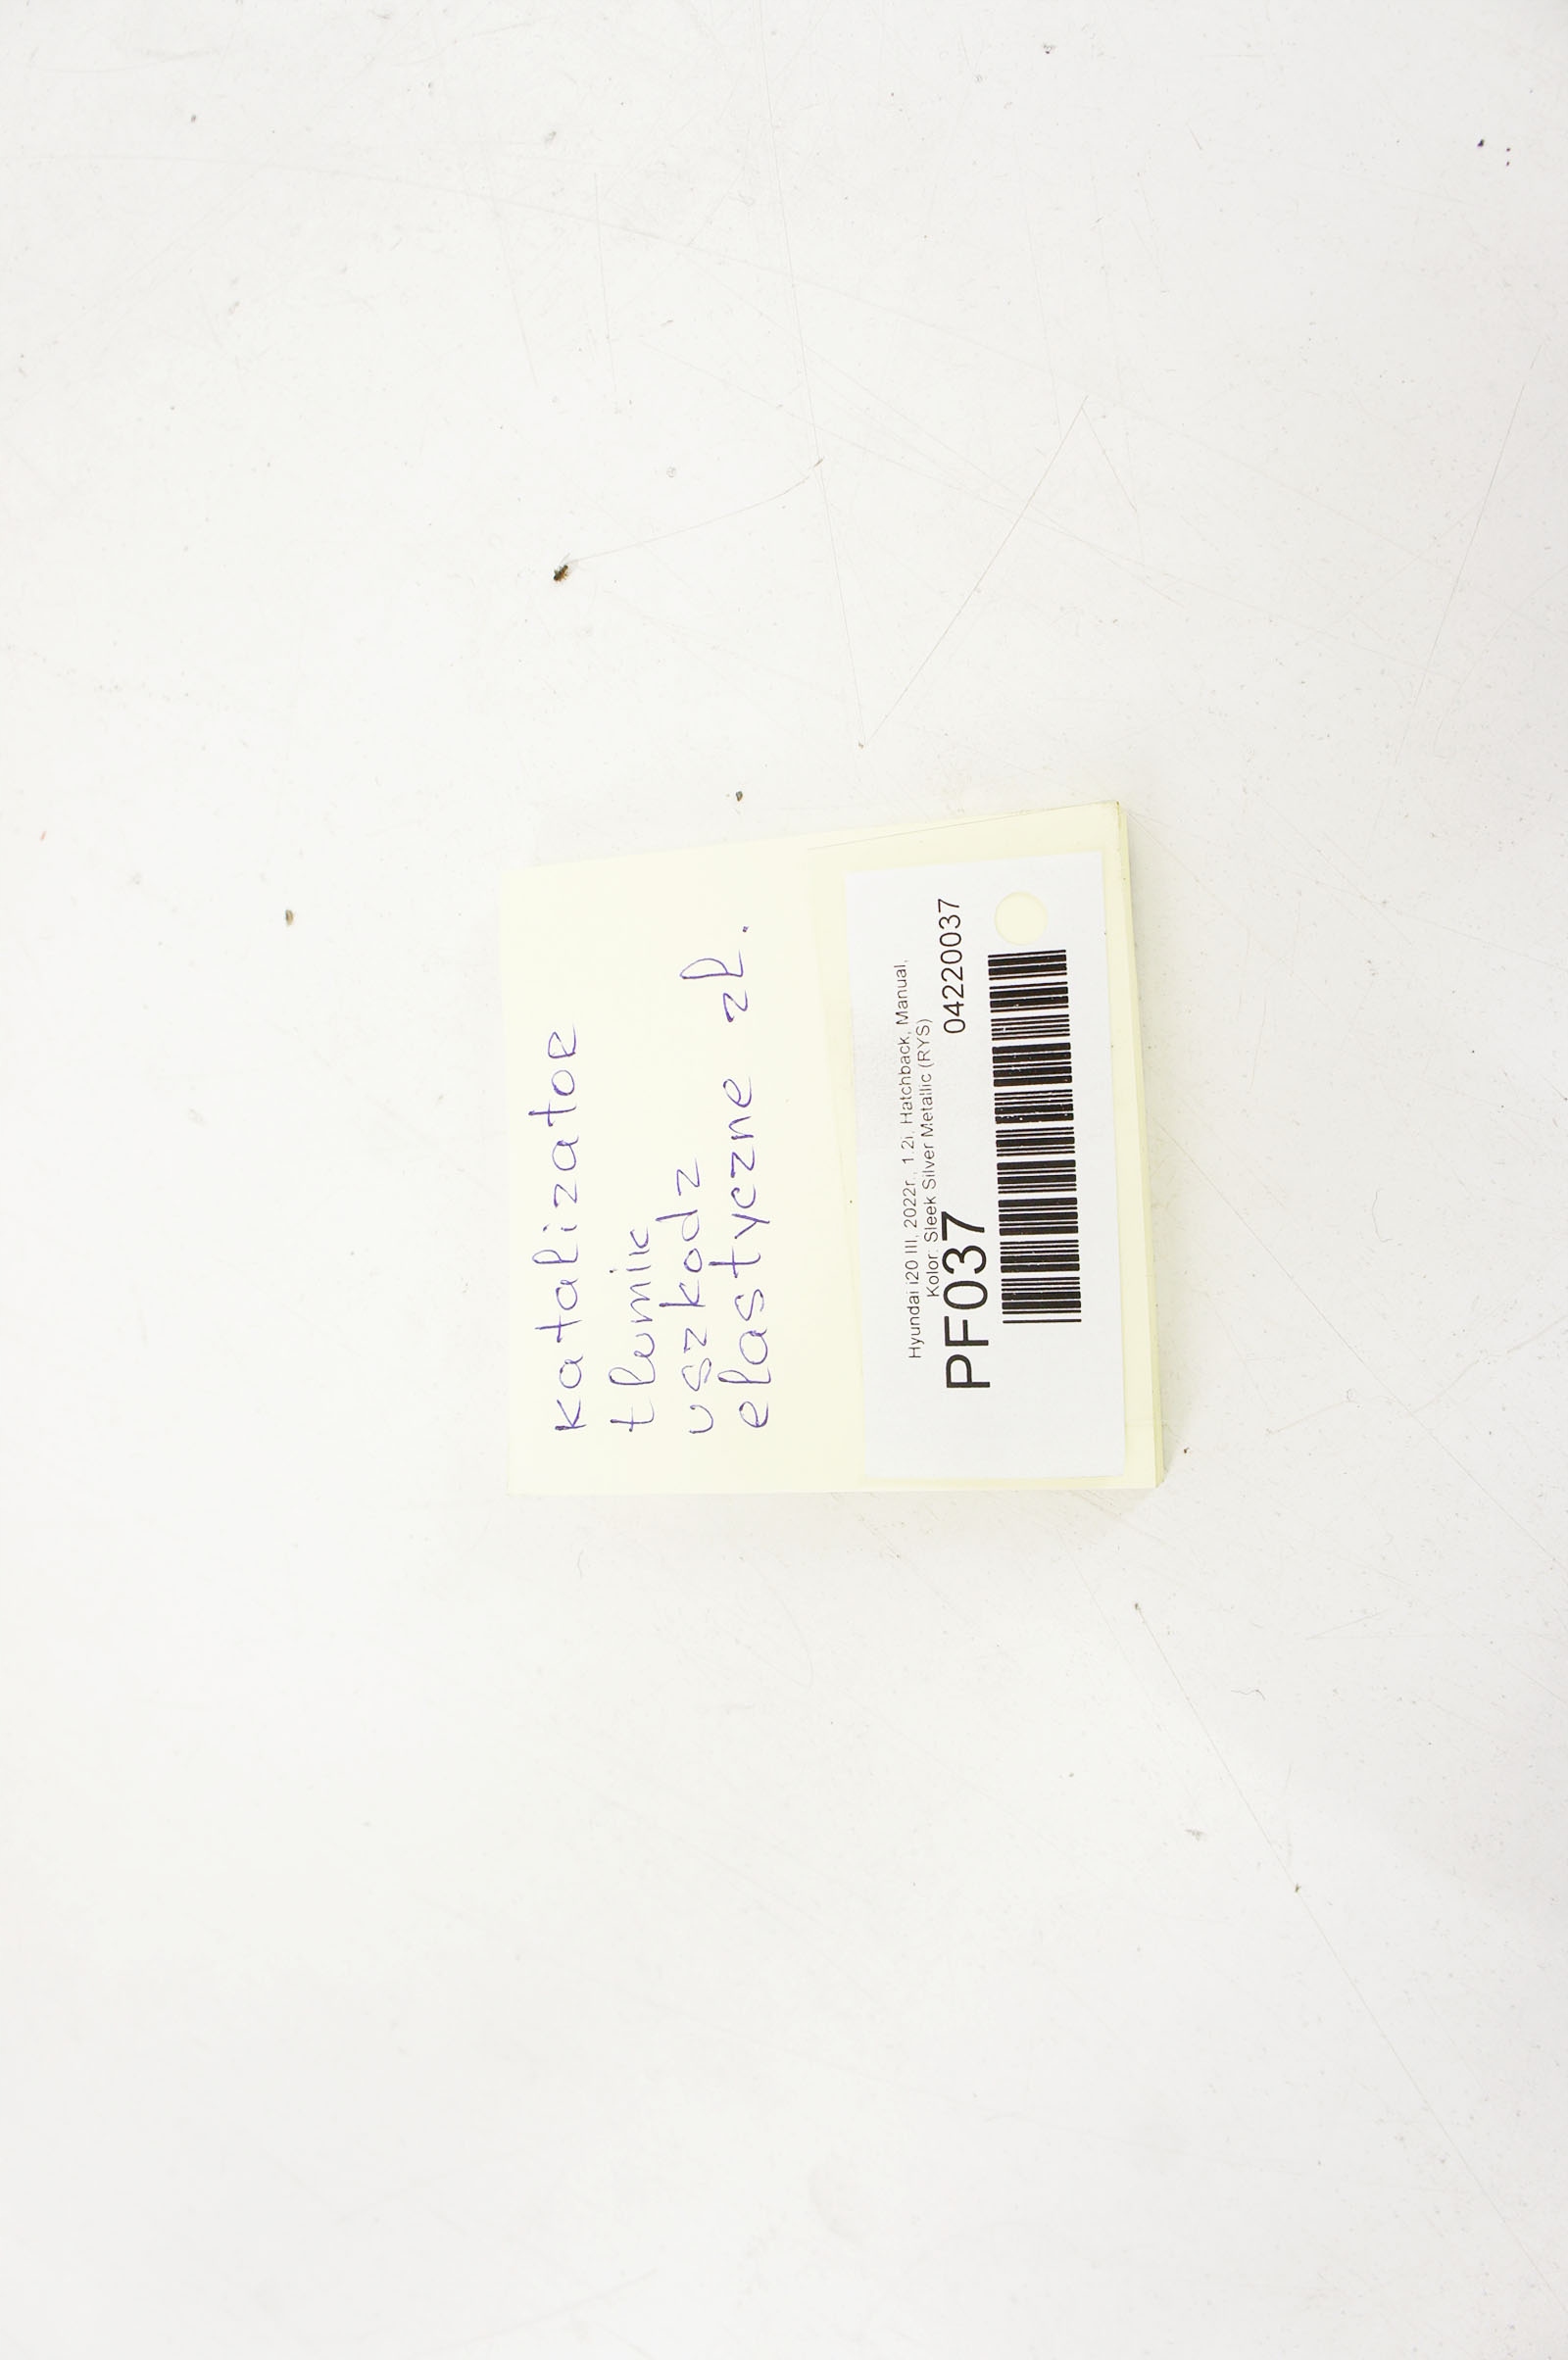 katalizator
tłumik
uszkodz
elastyczne zł.
Hyundai i20 III, 2022r., 1.2i, Hatchback, Manual,
Kolor: Sleek Silver Metallic (RYS)
PF037 04220037